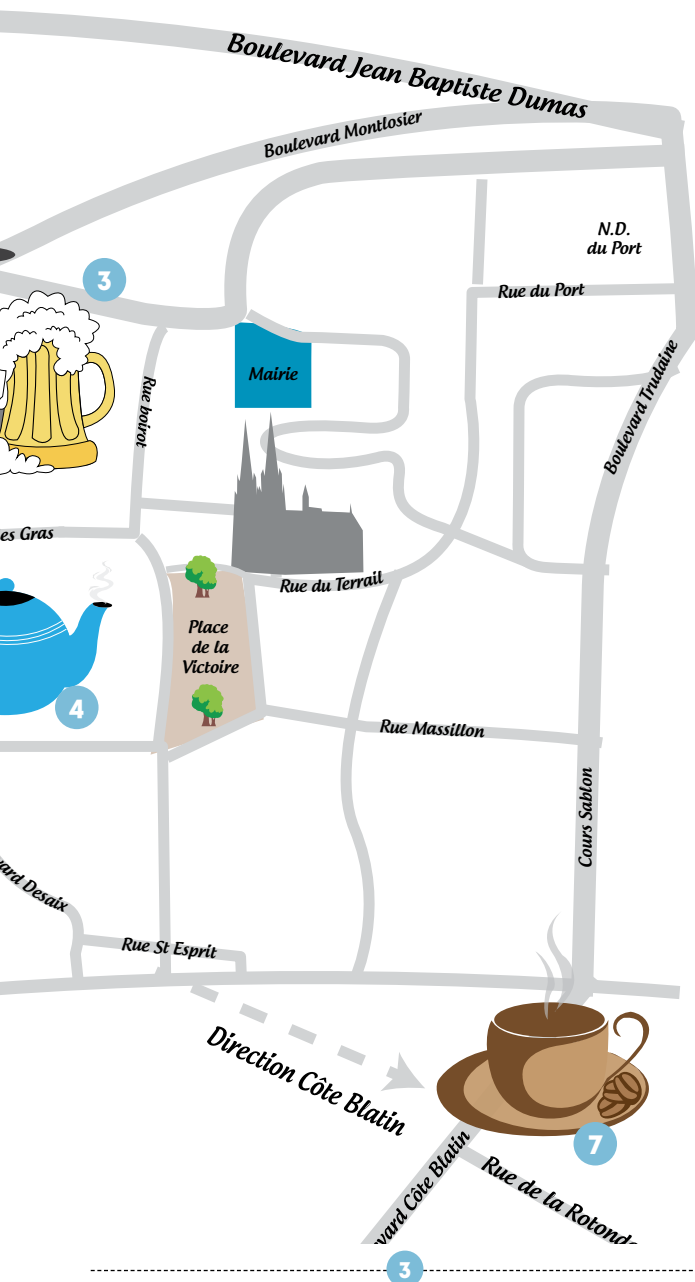 Boulevard Jean Baptiste Dumas
Boulevard Montlosier
N.D.
du Port
3
Rue du Port
Boulevard Trudaine
Mairie
Rue boirot
es Gras
Rue du Terrail
Place
de la
Victoire
4
Rue Massillon
Cours Sablon
ard Desaix
Rue St Esprit
Direction Côte Blatin
7
vard Côte Blatin
Rue de la Rotonde
3